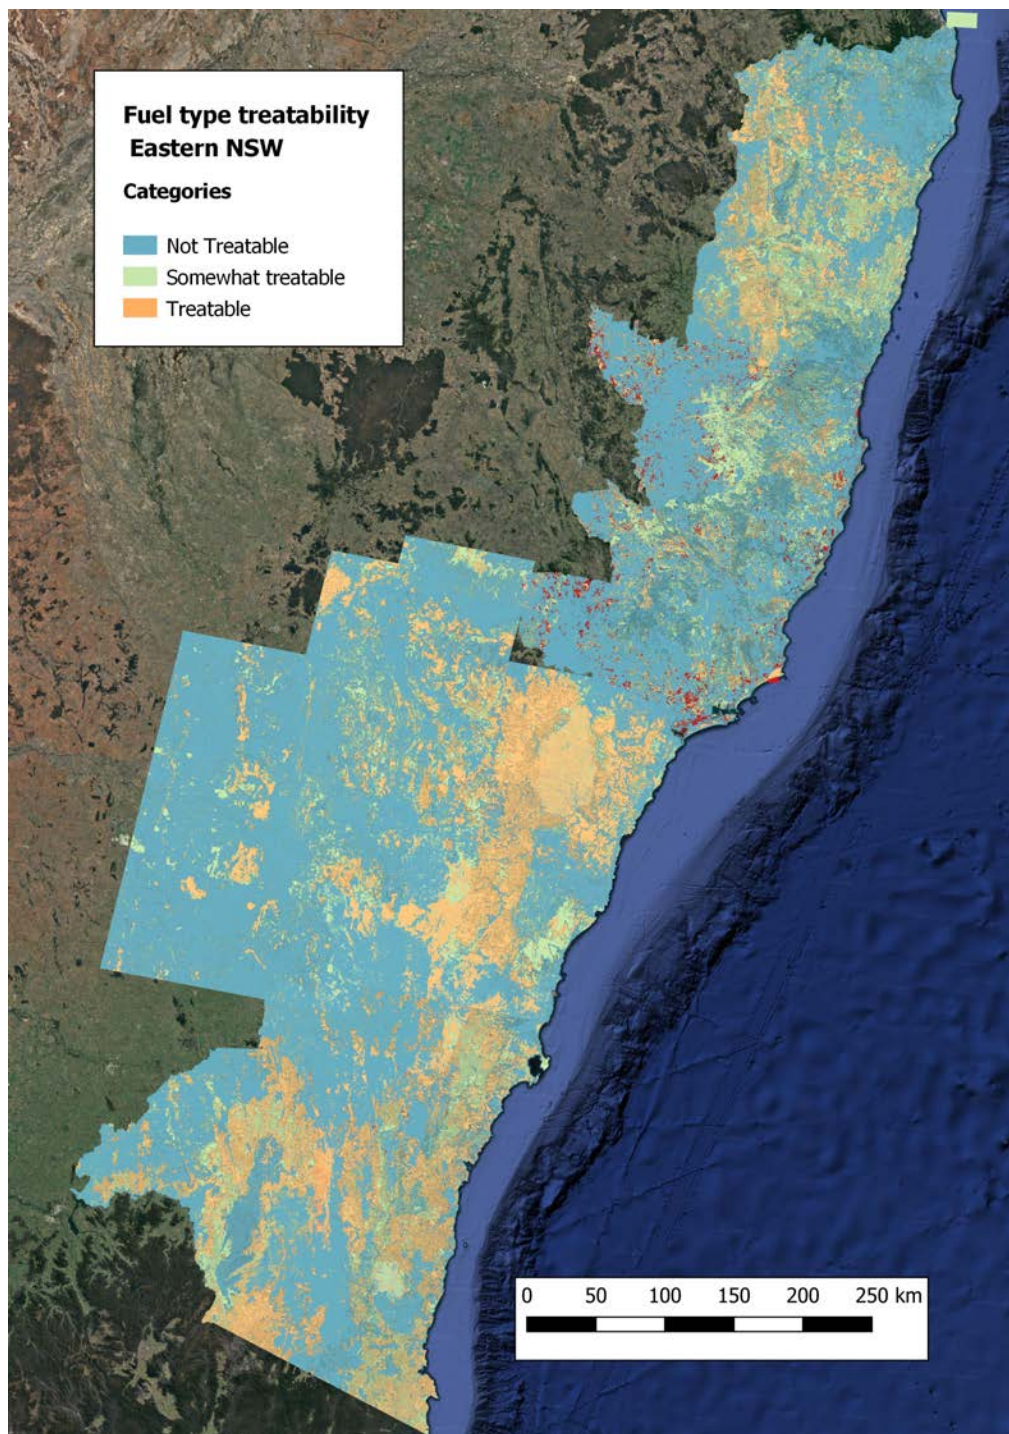 Fuel type treatability
Eastern NSW
Categories
Not Treatable
Somewhat treatable
Treatable
0 50 100 150 200 250 km